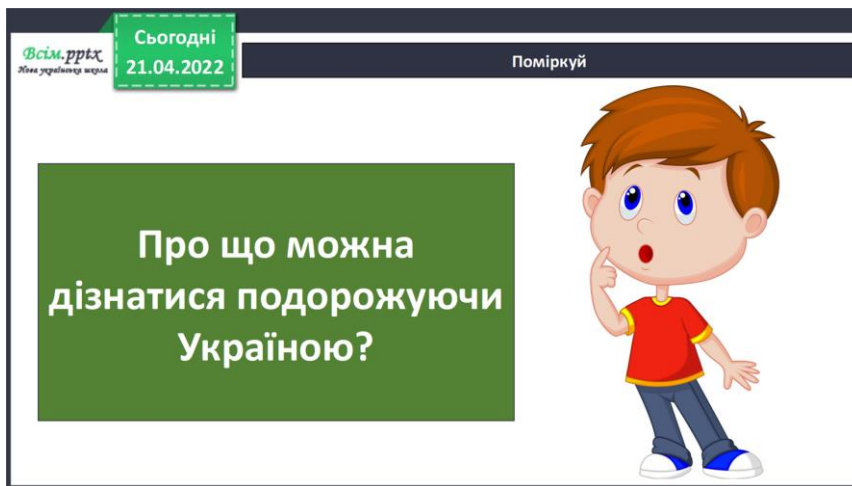 Всім.pptx
Нова українська школа
Сьогодні
21.04.2022
Поміркуй
Про що можна
дізнатися подорожуючи
Україною?